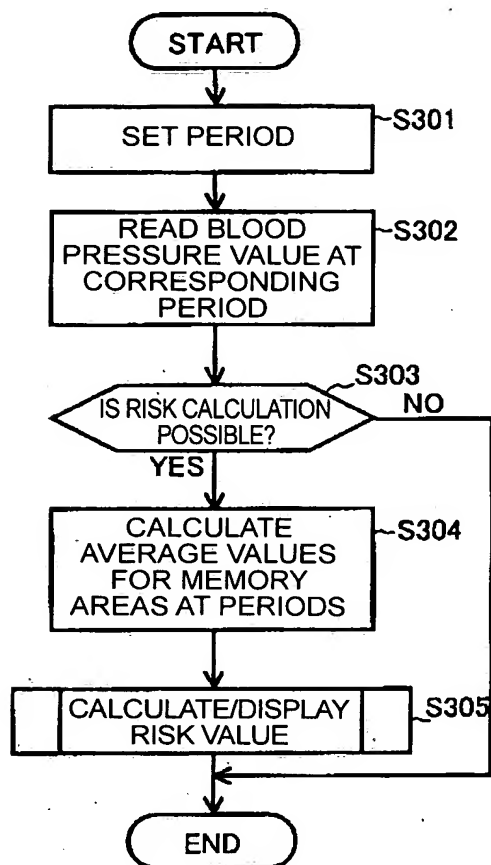 START
SET PERIOD
S301
READ BLOOD
PRESSURE VALUE AT
CORRESPONDING
PERIOD
S302
S303
IS RISK CALCULATION
POSSIBLE?
NO
YES
CALCULATE
AVERAGE VALUES
FOR MEMORY
AREAS AT PERIODS
S304
CALCULATE/DISPLAY
RISK VALUE
S305
END